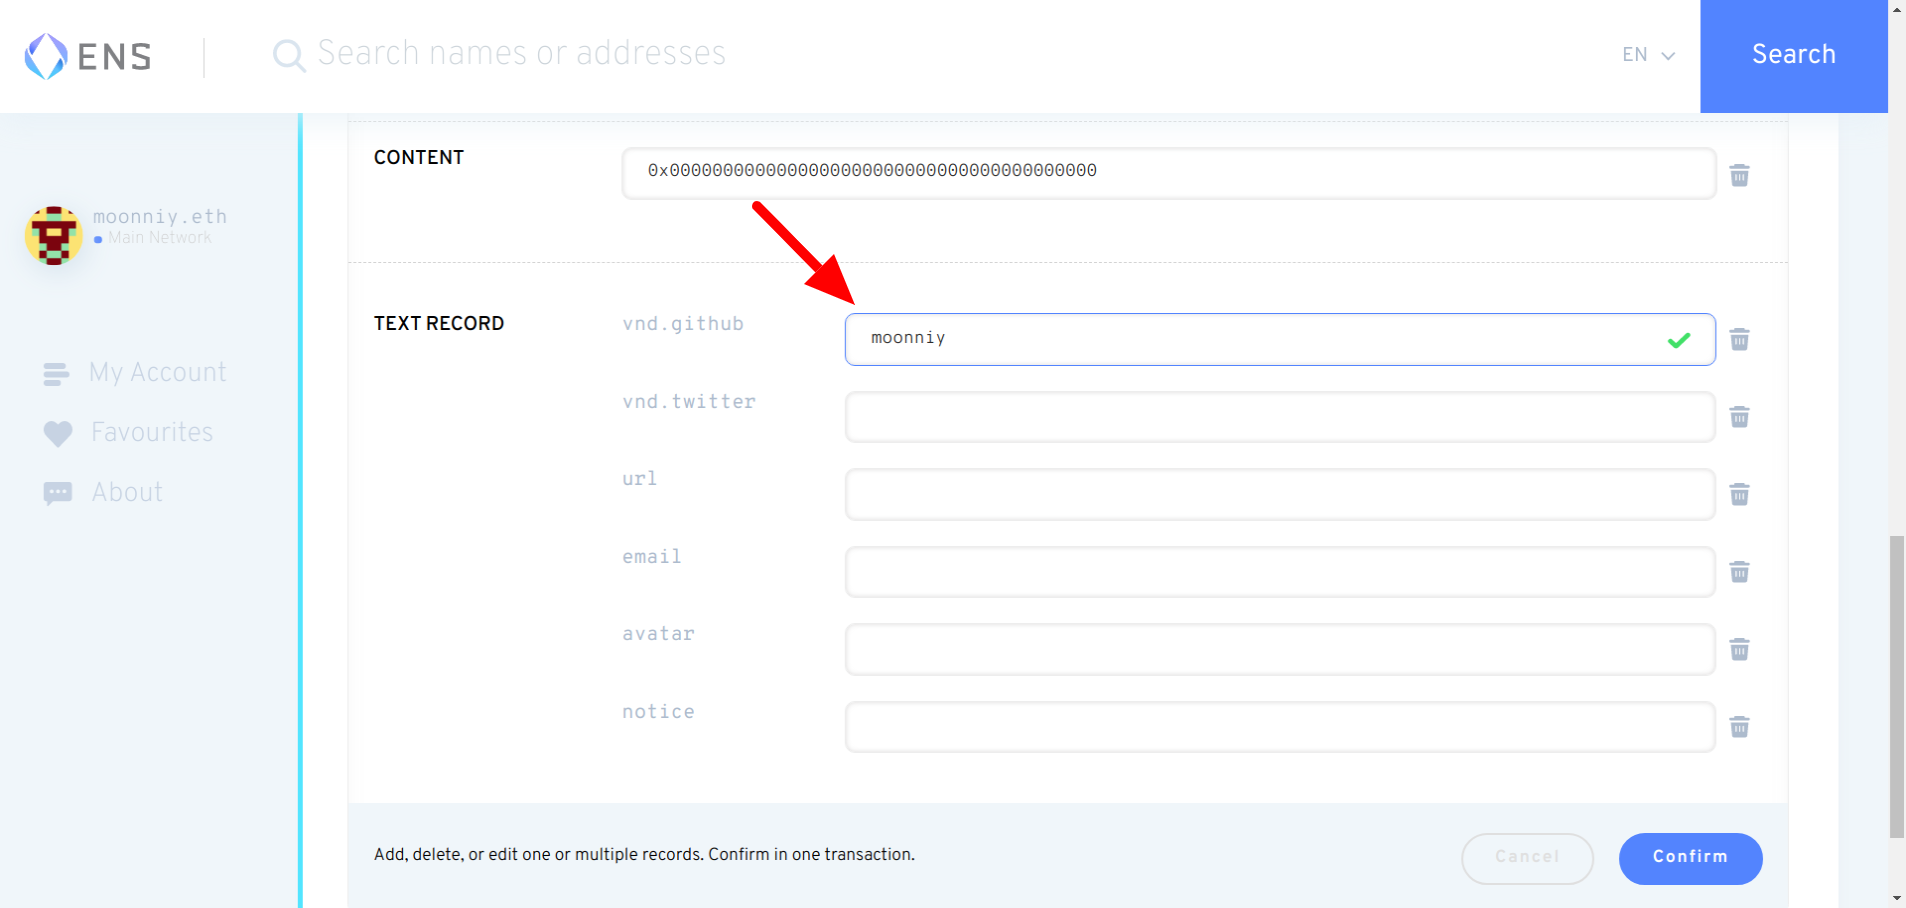 ENS
Search names or addresses
EN
Search
moonniy.eth
Main Network
My Account
Favourites
About
CONTENT
0x0000000000000000000000000000000000000000
TEXT RECORD
vnd.github
moonniy
vnd.twitter
url
email
avatar
notice
Add, delete, or edit one or multiple records. Confirm in one transaction.
Cancel
Confirm